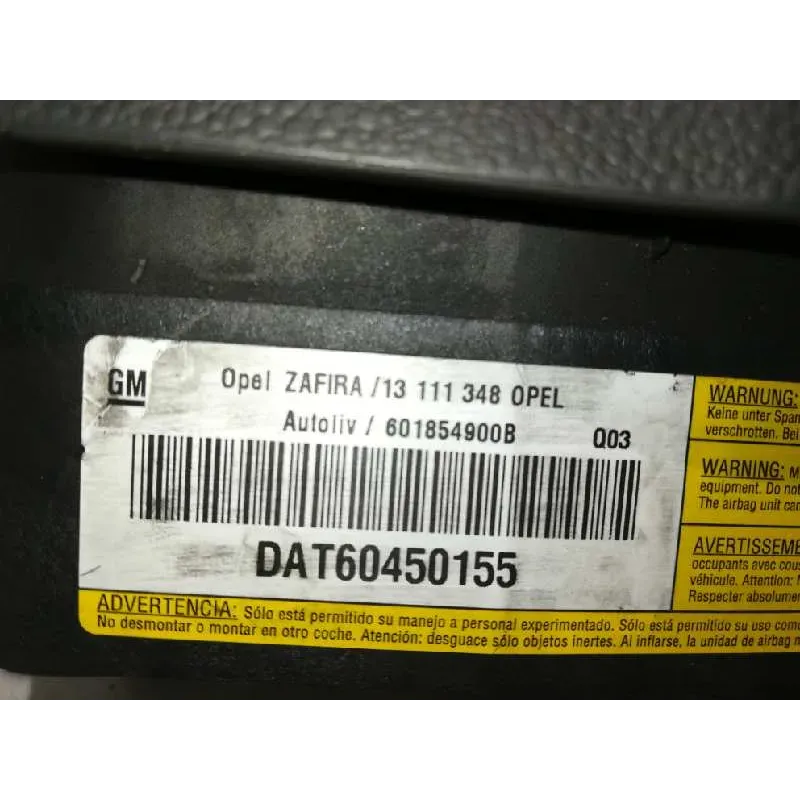 GM
Opel ZAFIRA /13 111 348 OPEL
Autoliv / 601854900B Q03
DAT60450155
WARNUNG:
Keine unter Span
verschrotten. Bei
WARNING: M
equipment. Do no
The airbag unit can
AVERTISSEME
occupants avec cous
véhicule. Attention:
Respecter absolumen
ADVERTENCIA: Sólo está permitido su manejo a personal experimentado. Sólo está permitido su uso como
No desmontar o montar en otro coche. Atención: desguace sólo objetos inertes. Al inflarse, la unidad de airbag